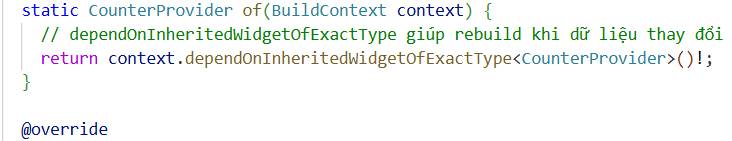 static CounterProvider of(BuildContext context) {
// dependOnInheritedWidgetOfExactType giúp rebuild khi dữ liệu thay đổi
return context.dependOnInheritedWidgetOfExactType<CounterProvider>()!;
}
@override